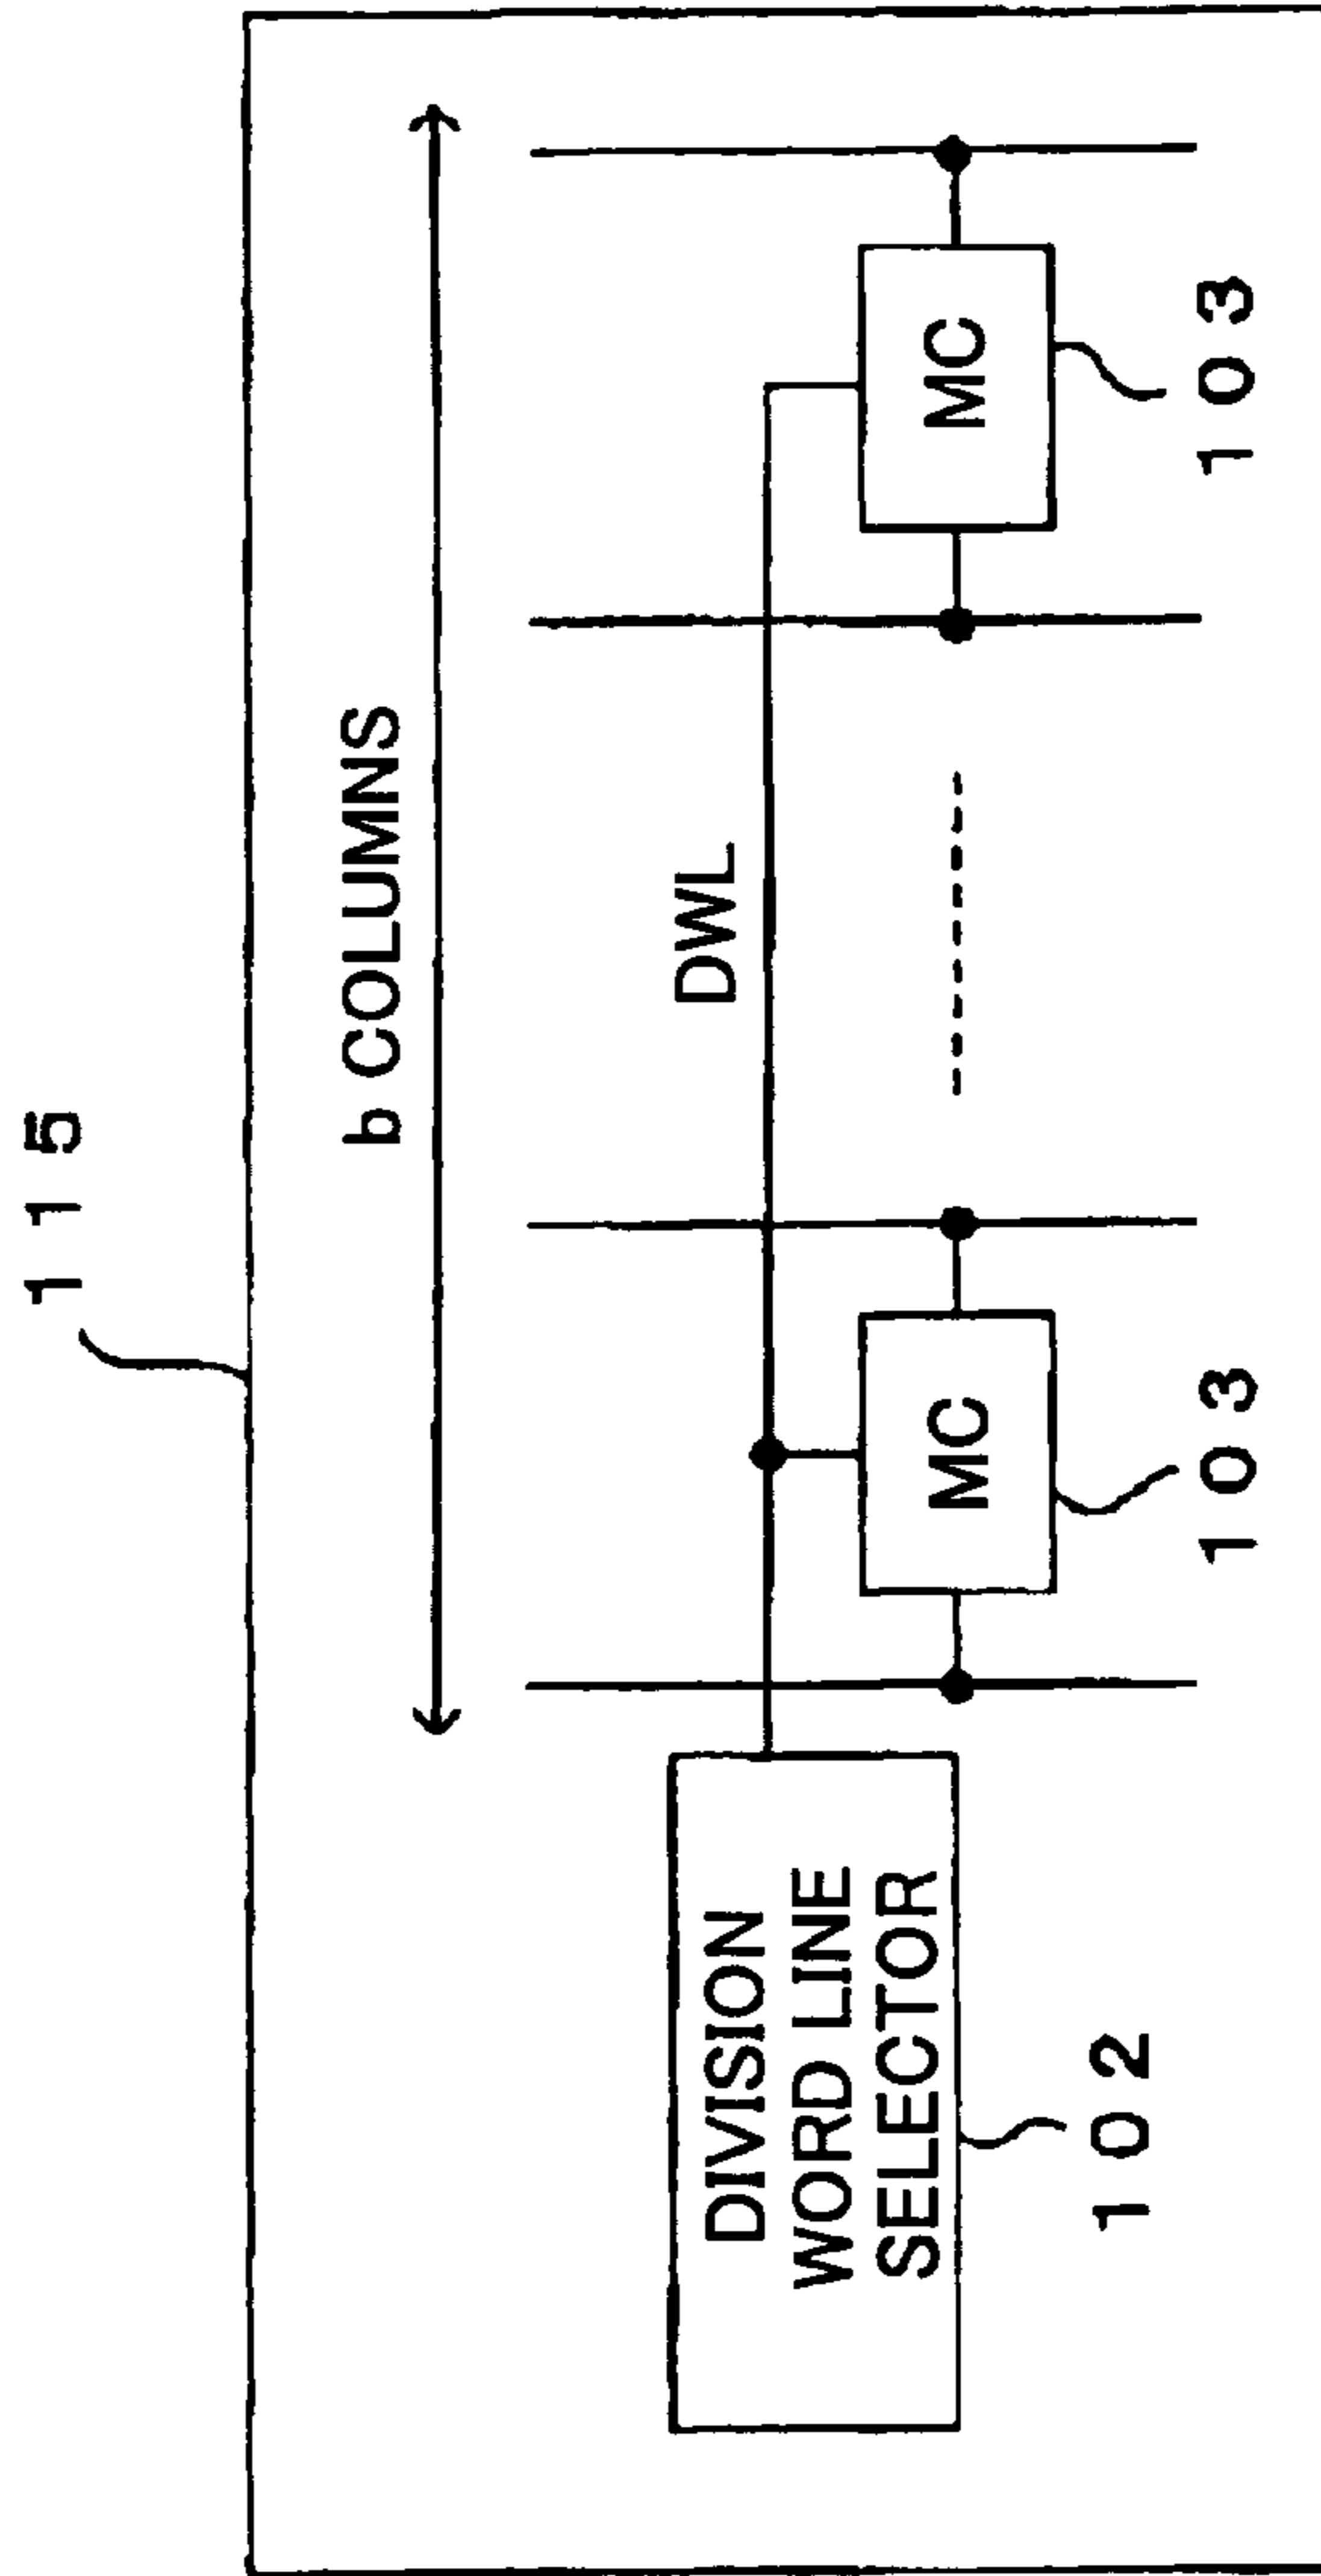 115
b COLUMNS
DWL
DIVISION
WORD LINE
SELECTOR
MC
MC
102
103
103